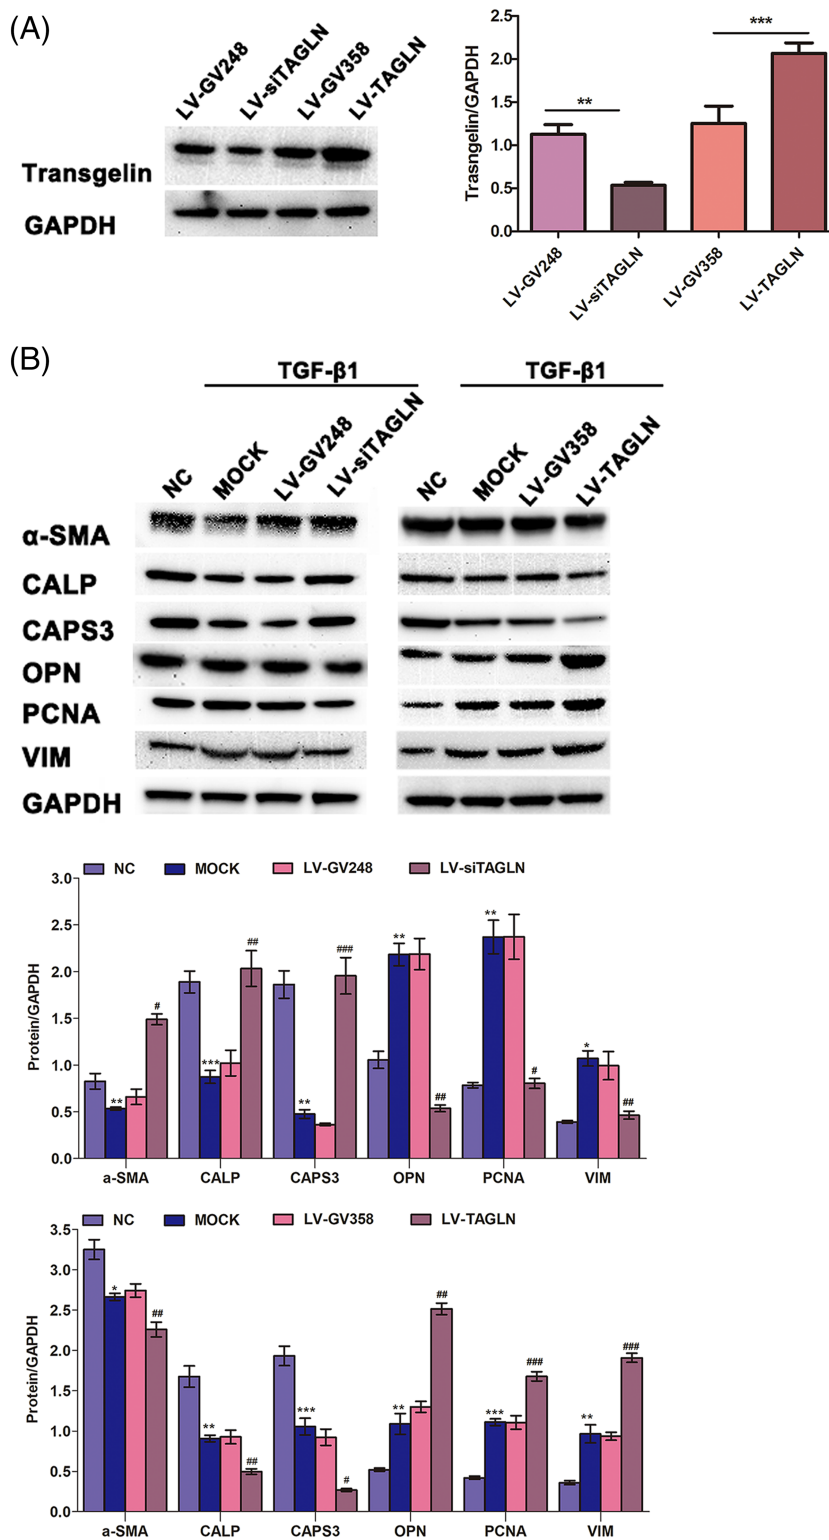 (A)
LV-GV248 LV-siTAGLN LV-GV358 LV-TAGLN
Transgelin
GAPDH
Trasngelin/GAPDH
2.5
2.0
1.5
1.0
0.5
0.0
**
***
LV-GV248 LV-siTAGLN LV-GV358 LV-TAGLN
(B)
TGF-β1 TGF-β1
NC MOCK LV-GV248 LV-siTAGLN NC MOCK LV-GV358 LV-TAGLN
α-SMA
CALP
CAPS3
OPN
PCNA
VIM
GAPDH
NC MOCK LV-GV248 LV-siTAGLN
Protein/GAPDH
3.0
2.5
2.0
1.5
1.0
0.5
0.0
** # *** ## ** ### ** ## ** # * ##
a-SMA CALP CAPS3 OPN PCNA VIM
NC MOCK LV-GV358 LV-TAGLN
Protein/GAPDH
3.5
3.0
2.5
2.0
1.5
1.0
0.5
0.0
* ## ** ## *** # ** ## *** ### ** ###
a-SMA CALP CAPS3 OPN PCNA VIM